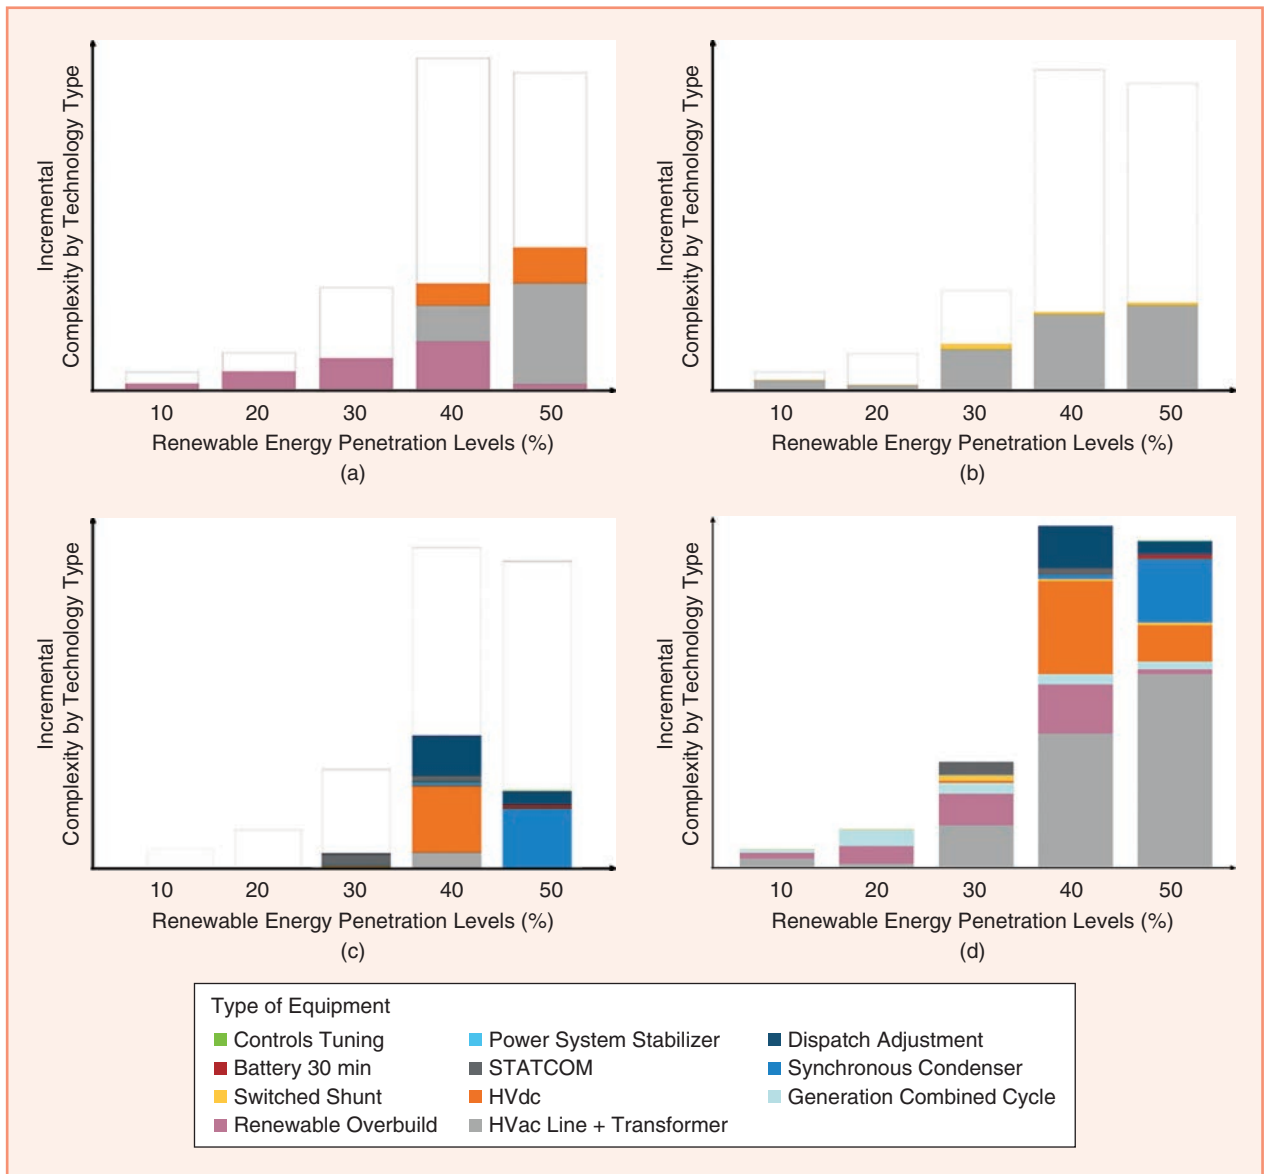 Incremental
Complexity by Technology Type
10 20 30 40 50
Renewable Energy Penetration Levels (%)
(a)
Incremental
Complexity by Technology Type
10 20 30 40 50
Renewable Energy Penetration Levels (%)
(b)
Incremental
Complexity by Technology Type
10 20 30 40 50
Renewable Energy Penetration Levels (%)
(c)
Incremental
Complexity by Technology Type
10 20 30 40 50
Renewable Energy Penetration Levels (%)
(d)
Type of Equipment
Controls Tuning
Battery 30 min
Switched Shunt
Renewable Overbuild
Power System Stabilizer
STATCOM
HVdc
HVac Line + Transformer
Dispatch Adjustment
Synchronous Condenser
Generation Combined Cycle